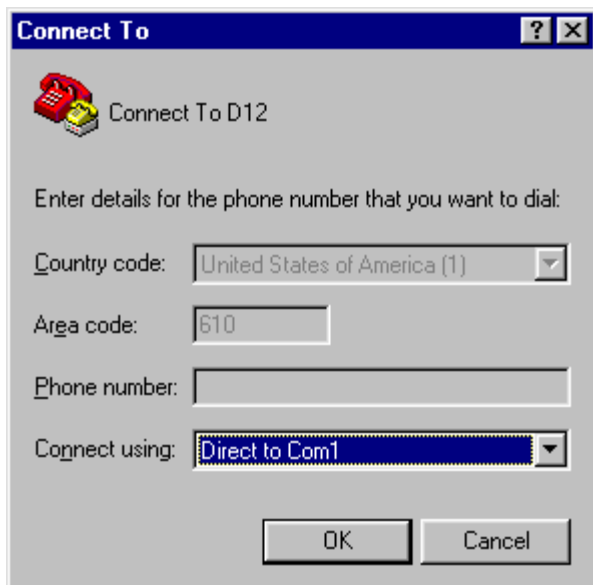 Connect To
Connect To D12
Enter details for the phone number that you want to dial:
Country code: United States of America (1)
Area code: 610
Phone number:
Connect using: Direct to Com1
OK Cancel